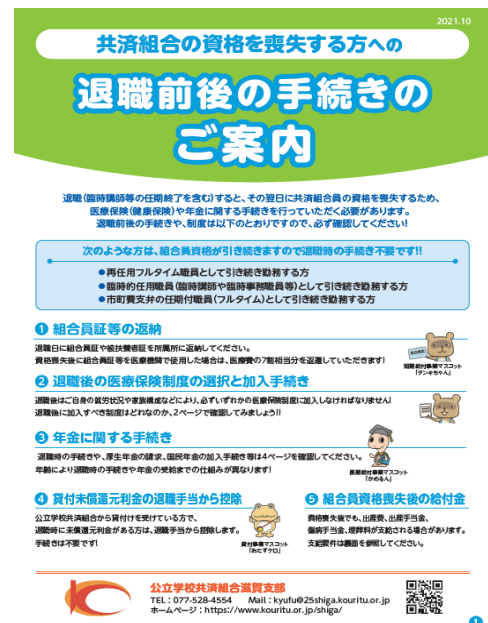 2021.10
共済組合の資格を喪失する方への
退職前後の手続きの
ご案内
退職(臨時講師等の任期終了を含む)すると、その翌日に共済組合員の資格を喪失するため、
医療保険(健康保険)や年金に関する手続きを行っていただく必要があります。
退職前後の手続きや、制度は以下のとおりですので、必ず確認してください!
次のような方は、組合員資格が引き続きますので退職時の手続き不要です!!
●再任用フルタイム職員として引き続き勤務する方
●臨時的任用職員(臨時講師や臨時事務職員等)として引き続き勤務する方
●市町費支弁の任期付職員(フルタイム)として引き続き勤務する方
❶ 組合員証等の返納
退職日に組合員証や被扶養者証を所属所に返納してください。
資格喪失後に組合員証等を医療機関で使用した場合は、医療費の7割相当分を返還していただきます!
短期給付事業マスコット
「タンキちゃん」
❷ 退職後の医療保険制度の選択と加入手続き
退職後はご自身の就労状況や家族構成などにより、必ずいずれかの医療保険制度に加入しなければなりません!
退職後に加入すべき制度はどれなのか、2ページで確認してみましょう!!
❸ 年金に関する手続き
退職時の手続きや、厚生年金の請求、国民年金の加入手続き等は4ページを確認してください。
年齢により退職時の手続きや年金の受給までの仕組みが異なります!
長期給付事業マスコット
「かめるん」
❹ 貸付未償還元利金の退職手当から控除
公立学校共済組合から貸付けを受けている方で、
退職時に未償還元利金がある方は、退職手当から控除します。
手続きは不要です!
貸付事業マスコット
「おたすケロ」
❺ 組合員資格喪失後の給付金
資格喪失後でも、出産費、出産手当金、
傷病手当金、埋葬料が支給される場合があります。
支給要件は裏面を参照してください。
公立学校共済組合滋賀支部
TEL:077-528-4554 Mail:kyufu@25shiga.kouritu.or.jp
ホームページ:https://www.kouritu.or.jp/shiga/
1